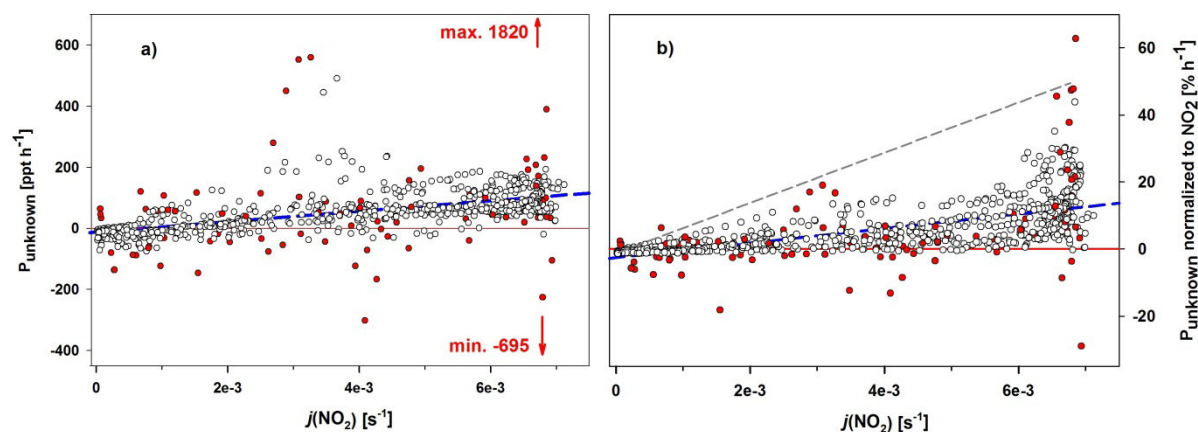 a)
max. 1820
600
400
200
0
-200
-400
P unknown [ppt h⁻¹]
min. -695
0 2e-3 4e-3 6e-3
j(NO₂) [s⁻¹]
b)
60
40
20
0
-20
P unknown normalized to NO₂ [% h⁻¹]
0 2e-3 4e-3 6e-3
j(NO₂) [s⁻¹]